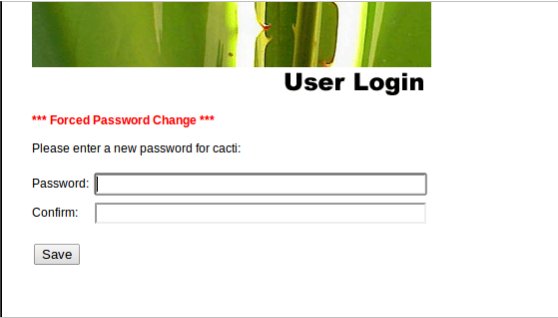 User Login
*** Forced Password Change ***
Please enter a new password for cacti:
Password:
Confirm:
Save